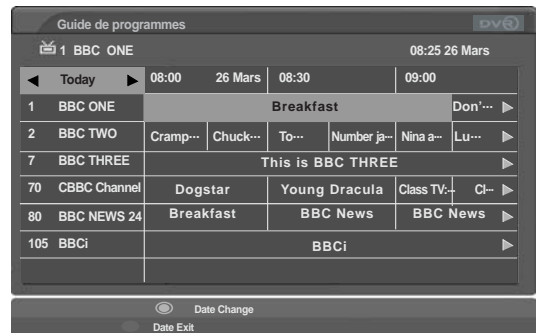 Guide de programmes DVR
1 BBC ONE 08:25 26 Mars
◀ Today ▶ 08:00 26 Mars 08:30 09:00
1 BBC ONE Breakfast Don'···
2 BBC TWO Cramp··· Chuck··· To··· Number ja··· Nina a··· Lu···
7 BBC THREE This is BBC THREE
70 CBBC Channel Dogstar Young Dracula Class TV:··· Cl···
80 BBC NEWS 24 Breakfast BBC News BBC News
105 BBCi BBCi
Date Change
Date Exit